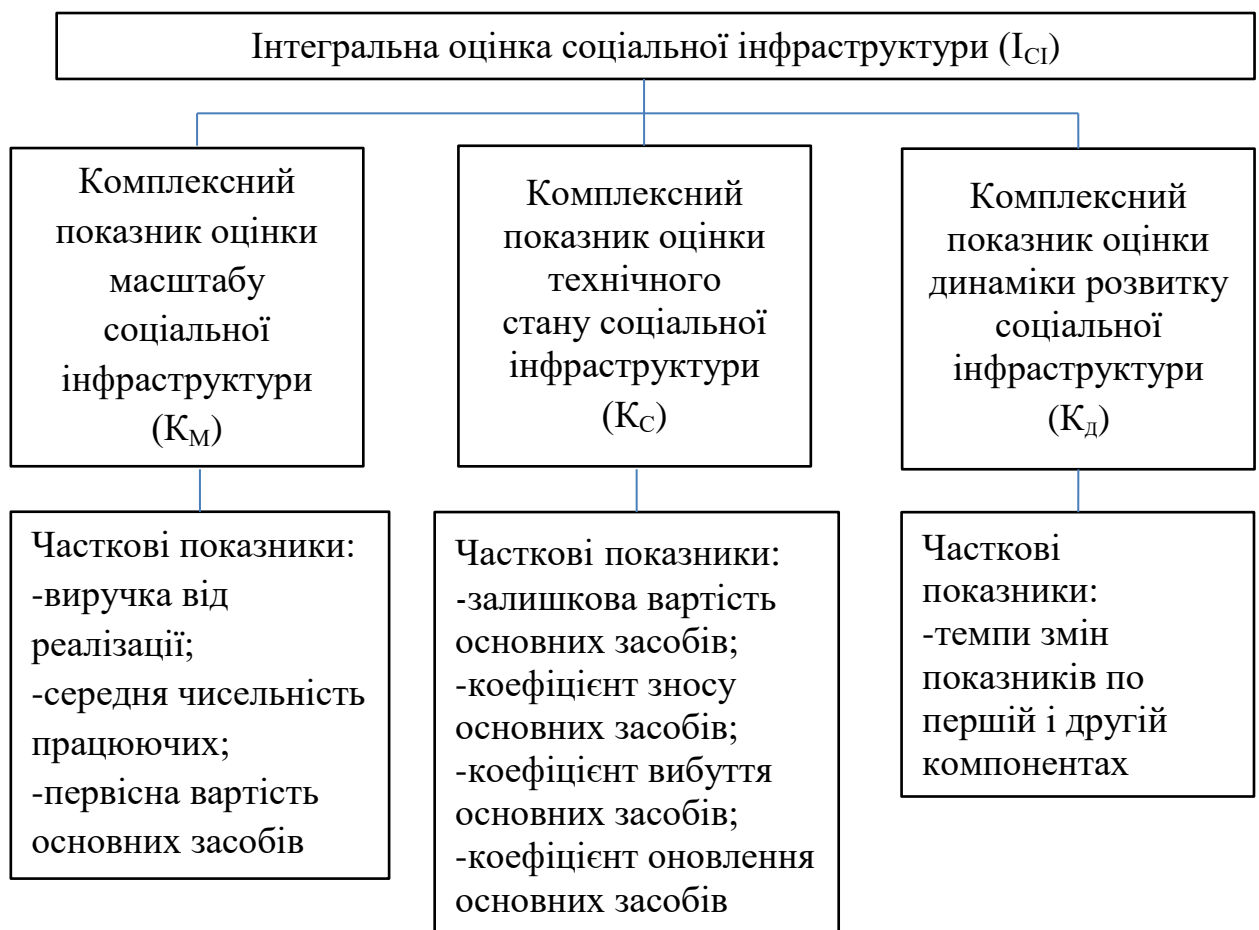 Інтегральна оцінка соціальної інфраструктури (ІСІ)
Комплексний
показник оцінки
масштабу
соціальної
інфраструктури
(КМ)
Комплексний
показник оцінки
технічного
стану соціальної
інфраструктури
(КС)
Комплексний
показник оцінки
динаміки розвитку
соціальної
інфраструктури
(Кд)
Часткові показники:
-виручка від
реалізації;
-середня чисельність
працюючих;
-первісна вартість
основних засобів
Часткові показники:
-залишкова вартість
основних засобів;
-коефіцієнт зносу
основних засобів;
-коефіцієнт вибуття
основних засобів;
-коефіцієнт оновлення
основних засобів
Часткові
показники:
-темпи змін
показників по
першій і другій
компонентах